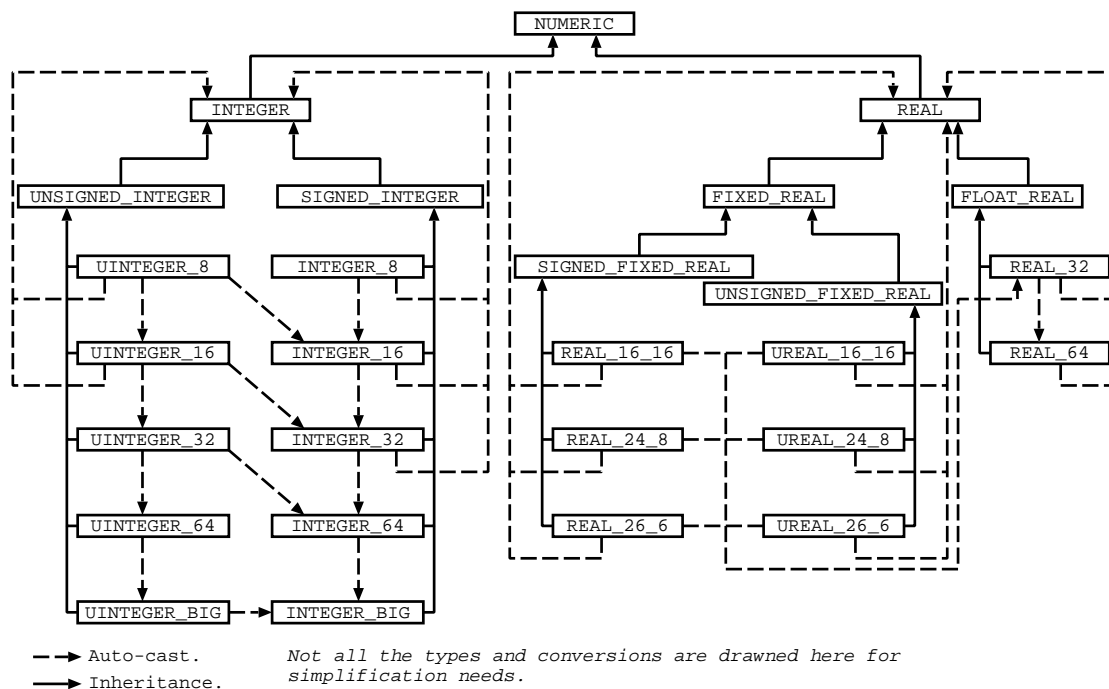 NUMERIC
INTEGER
REAL
UNSIGNED_INTEGER
SIGNED_INTEGER
FIXED_REAL
FLOAT_REAL
UINTEGER_8
INTEGER_8
SIGNED_FIXED_REAL
REAL_32
UNSIGNED_FIXED_REAL
UINTEGER_16
INTEGER_16
REAL_16_16
UREAL_16_16
REAL_64
UINTEGER_32
INTEGER_32
REAL_24_8
UREAL_24_8
UINTEGER_64
INTEGER_64
REAL_26_6
UREAL_26_6
UINTEGER_BIG
INTEGER_BIG
Auto-cast.
Inheritance.
Not all the types and conversions are drawned here for
simplification needs.